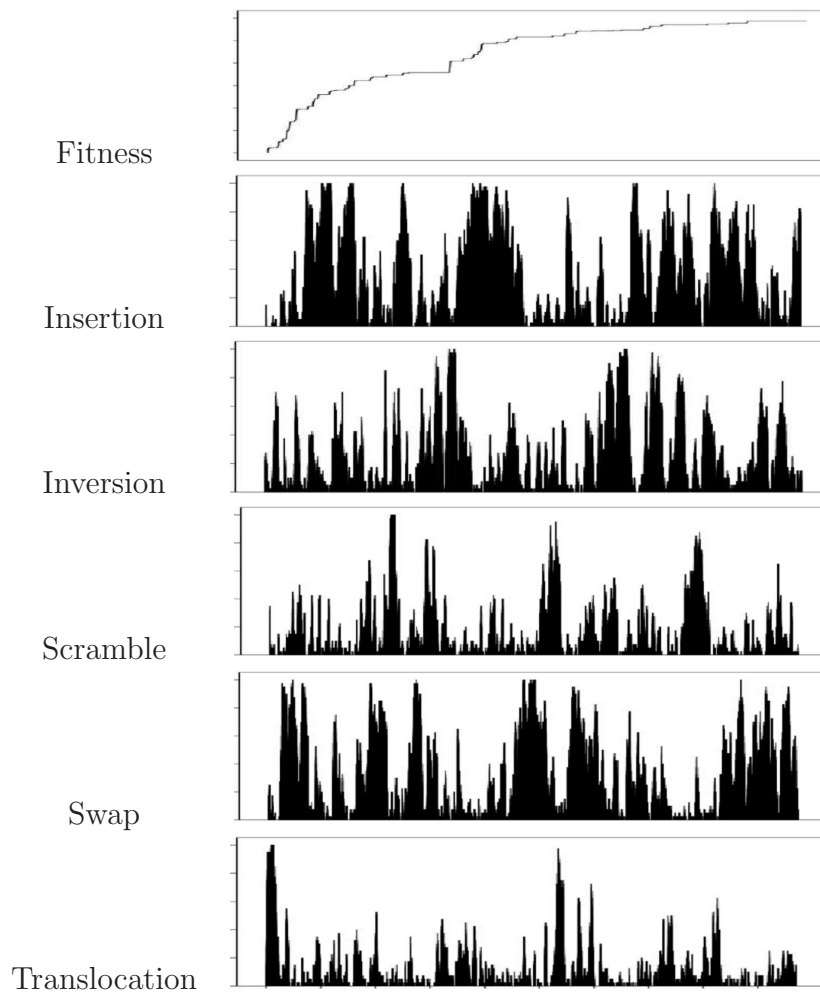 Fitness
Insertion
Inversion
Scramble
Swap
Translocation